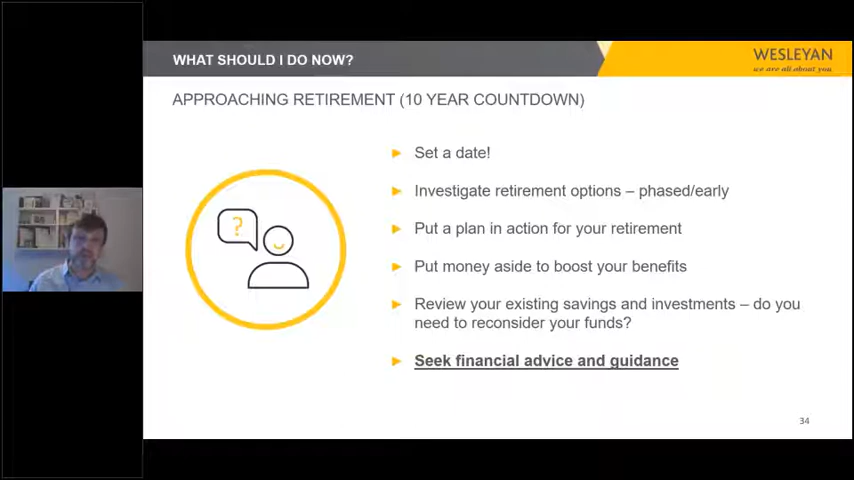 WHAT SHOULD I DO NOW?
WESLEYAN
we are all about you
APPROACHING RETIREMENT (10 YEAR COUNTDOWN)
Set a date!
Investigate retirement options – phased/early
Put a plan in action for your retirement
Put money aside to boost your benefits
Review your existing savings and investments – do you
need to reconsider your funds?
Seek financial advice and guidance
?
34